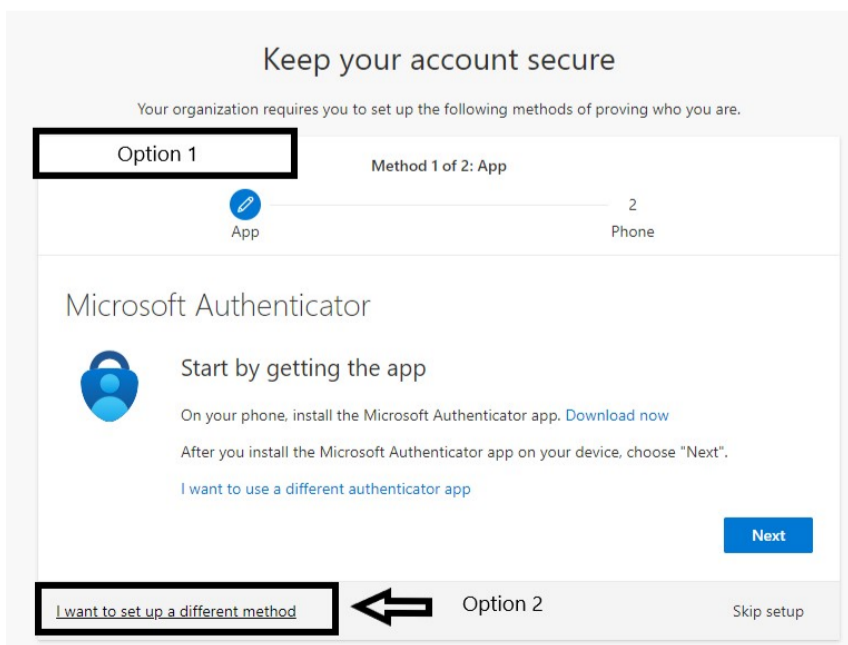 Keep your account secure
Your organization requires you to set up the following methods of proving who you are.
Option 1
Method 1 of 2: App
2
App
Phone
Microsoft Authenticator
Start by getting the app
On your phone, install the Microsoft Authenticator app. Download now
After you install the Microsoft Authenticator app on your device, choose "Next".
I want to use a different authenticator app
Next
I want to set up a different method
Option 2
Skip setup